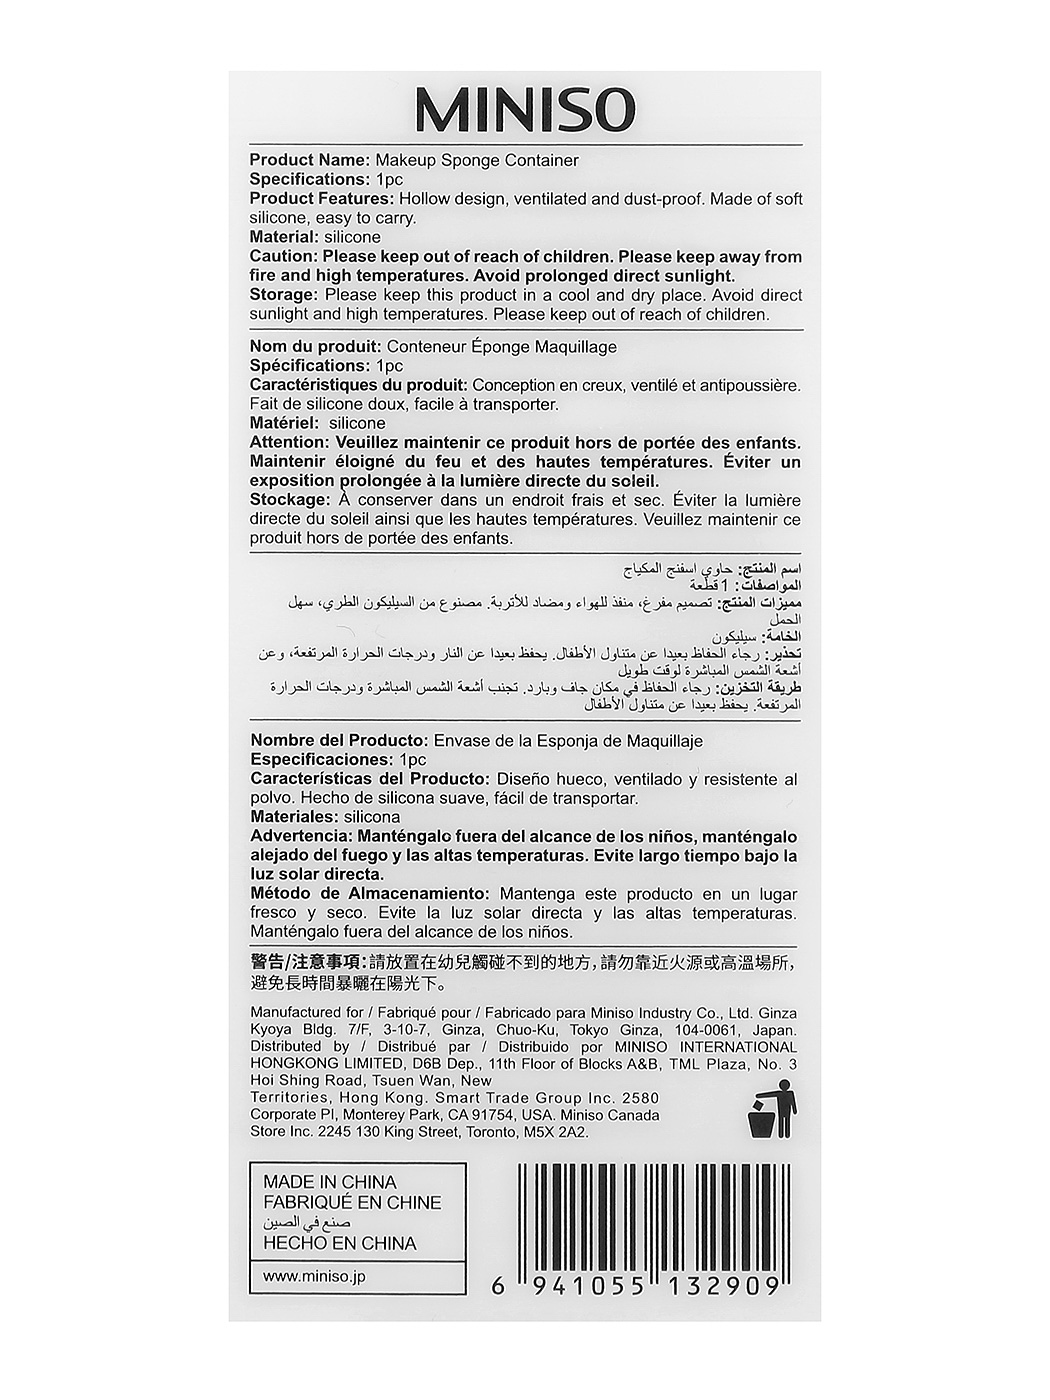 MINISO
Product Name: Makeup Sponge Container
Specifications: 1pc
Product Features: Hollow design, ventilated and dust-proof. Made of soft
silicone, easy to carry.
Material: silicone
Caution: Please keep out of reach of children. Please keep away from
fire and high temperatures. Avoid prolonged direct sunlight.
Storage: Please keep this product in a cool and dry place. Avoid direct
sunlight and high temperatures. Please keep out of reach of children.
Nom du produit: Conteneur Éponge Maquillage
Spécifications: 1pc
Caractéristiques du produit: Conception en creux, ventilé et antipoussière.
Fait de silicone doux, facile à transporter.
Matériel: silicone
Attention: Veuillez maintenir ce produit hors de portée des enfants.
Maintenir éloigné du feu et des hautes températures. Éviter un
exposition prolongée à la lumière directe du soleil.
Stockage: À conserver dans un endroit frais et sec. Éviter la lumière
directe du soleil ainsi que les hautes températures. Veuillez maintenir ce
produit hors de portée des enfants.
اسم المنتج: حاوي اسفنج المكياج
المواصفات: 1 قطعة
مميزات المنتج: تصميم مفرغ، منفذ للهواء ومضاد للأتربة. مصنوع من السيليكون الطري، سهل
الحمل
الخامة: سيليكون
تحذير: رجاء الحفاظ بعيدا عن متناول الأطفال. يحفظ بعيدا عن النار ودرجات الحرارة المرتفعة، وعن
أشعة الشمس المباشرة لوقت طويل
طريقة التخزين: رجاء الحفاظ في مكان جاف وبارد. تجنب أشعة الشمس المباشرة ودرجات الحرارة
المرتفعة. يحفظ بعيدا عن متناول الأطفال
Nombre del Producto: Envase de la Esponja de Maquillaje
Especificaciones: 1pc
Características del Producto: Diseño hueco, ventilado y resistente al
polvo. Hecho de silicona suave, fácil de transportar.
Materiales: silicona
Advertencia: Manténgalo fuera del alcance de los niños, manténgalo
alejado del fuego y las altas temperaturas. Evite largo tiempo bajo la
luz solar directa.
Método de Almacenamiento: Mantenga este producto en un lugar
fresco y seco. Evite la luz solar directa y las altas temperaturas.
Manténgalo fuera del alcance de los niños.
警告/注意事項:請放置在幼兒觸碰不到的地方,請勿靠近火源或高溫場所,
避免長時間暴曬在陽光下。
Manufactured for / Fabriqué pour / Fabricado para Miniso Industry Co., Ltd. Ginza
Kyoya Bldg. 7/F, 3-10-7, Ginza, Chuo-Ku, Tokyo Ginza, 104-0061, Japan.
Distributed by / Distribué par / Distribuido por MINISO INTERNATIONAL
HONGKONG LIMITED, D6B Dep., 11th Floor of Blocks A&B, TML Plaza, No. 3
Hoi Shing Road, Tsuen Wan, New
Territories, Hong Kong. Smart Trade Group Inc. 2580
Corporate Pl, Monterey Park, CA 91754, USA. Miniso Canada
Store Inc. 2245 130 King Street, Toronto, M5X 2A2.
MADE IN CHINA
FABRIQUÉ EN CHINE
صنع في الصين
HECHO EN CHINA
www.miniso.jp
6 941055 132909